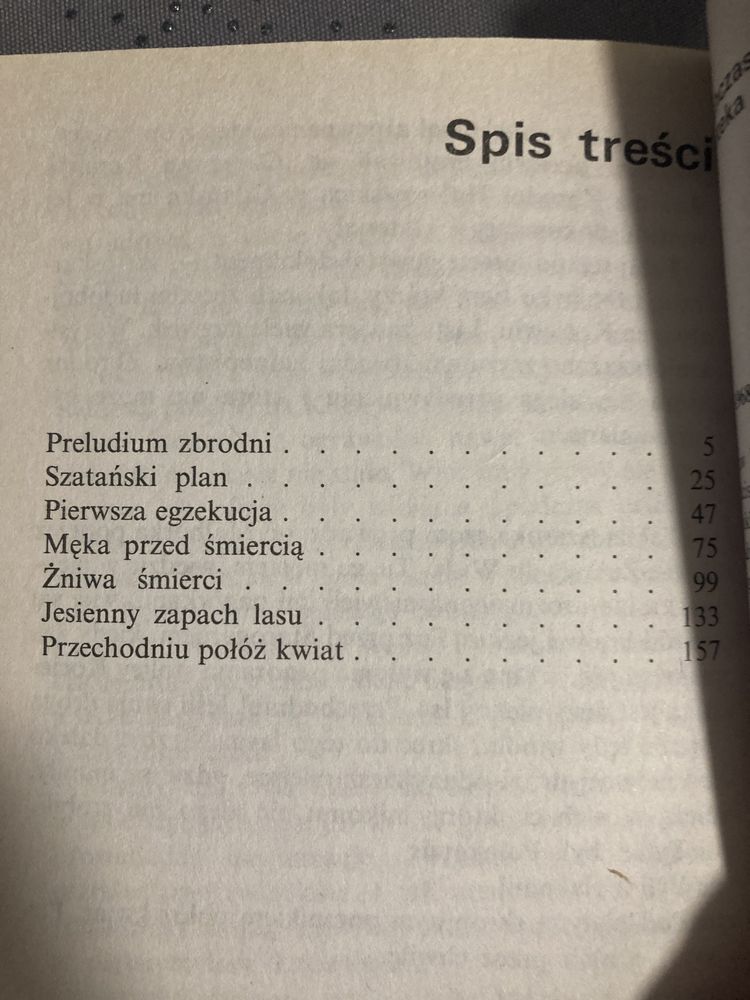 Spis treści
Preludium zbrodni . . . . . . . . . . . 5
Szatański plan . . . . . . . . . . . . 25
Pierwsza egzekucja . . . . . . . . . . . 47
Męka przed śmiercią . . . . . . . . . . 75
Żniwa śmierci . . . . . . . . . . . . 99
Jesienny zapach lasu . . . . . . . . . . 133
Przechodniu połóż kwiat . . . . . . . . . 157